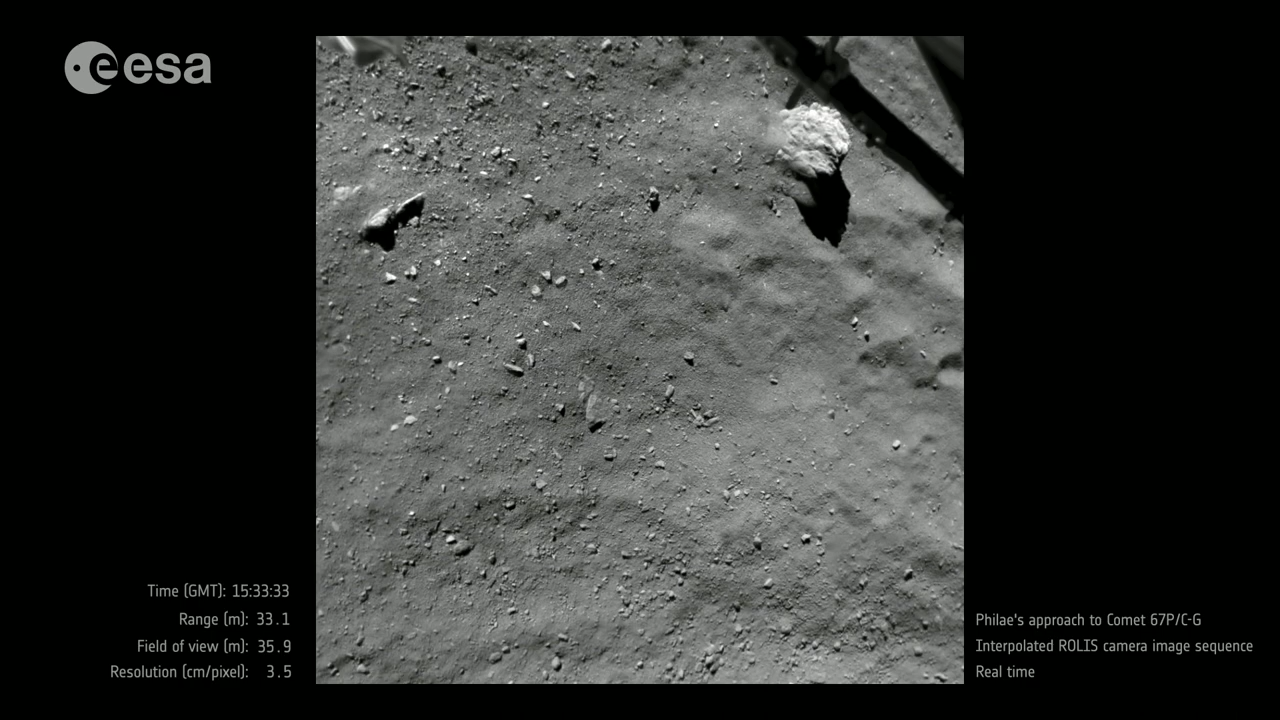 esa
Time (GMT): 15:33:33
Range (m): 33.1
Field of view (m): 35.9
Resolution (cm/pixel): 3.5
Philae's approach to Comet 67P/C-G
Interpolated ROLIS camera image sequence
Real time